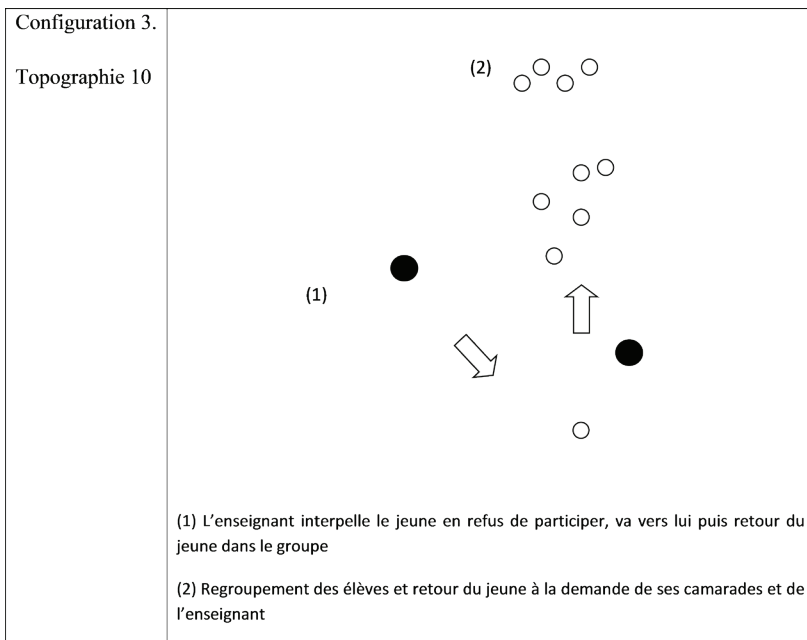 Configuration 3.
Topographie 10
(2)
(1)
(1) L'enseignant interpelle le jeune en refus de participer, va vers lui puis retour du
jeune dans le groupe
(2) Regroupement des élèves et retour du jeune à la demande de ses camarades et de
l'enseignant